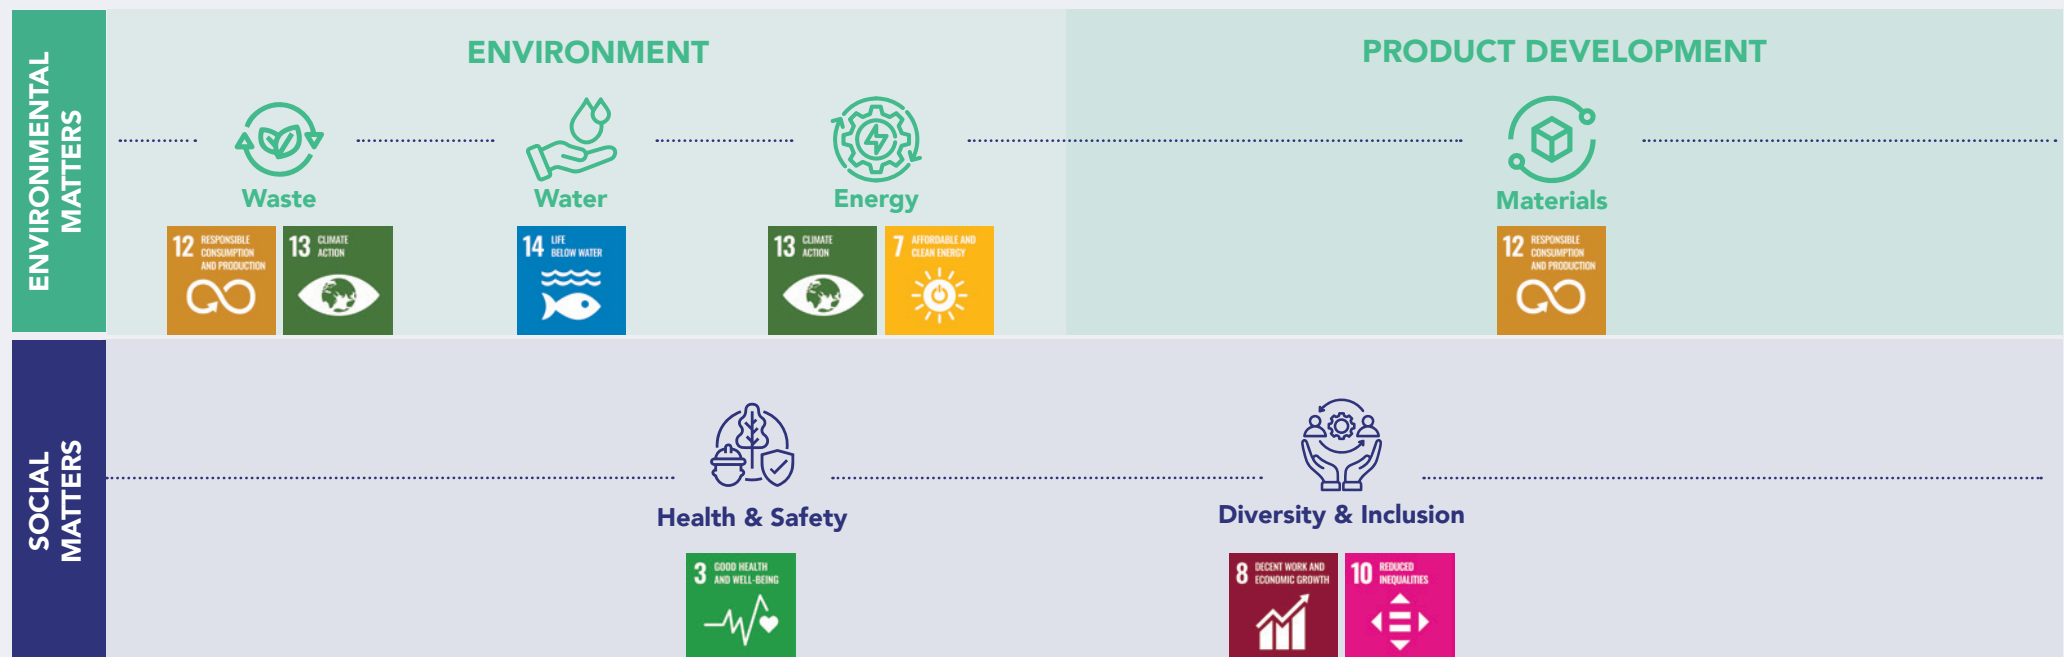 ENVIRONMENTAL
MATTERS
ENVIRONMENT
PRODUCT DEVELOPMENT
Waste
Water
Energy
Materials
12 RESPONSIBLE
CONSUMPTION
AND PRODUCTION
13 CLIMATE
ACTION
14 LIFE
BELOW WATER
13 CLIMATE
ACTION
7 AFFORDABLE AND
CLEAN ENERGY
12 RESPONSIBLE
CONSUMPTION
AND PRODUCTION
SOCIAL
MATTERS
Health & Safety
Diversity & Inclusion
3 GOOD HEALTH
AND WELL-BEING
8 DECENT WORK AND
ECONOMIC GROWTH
10 REDUCED
INEQUALITIES